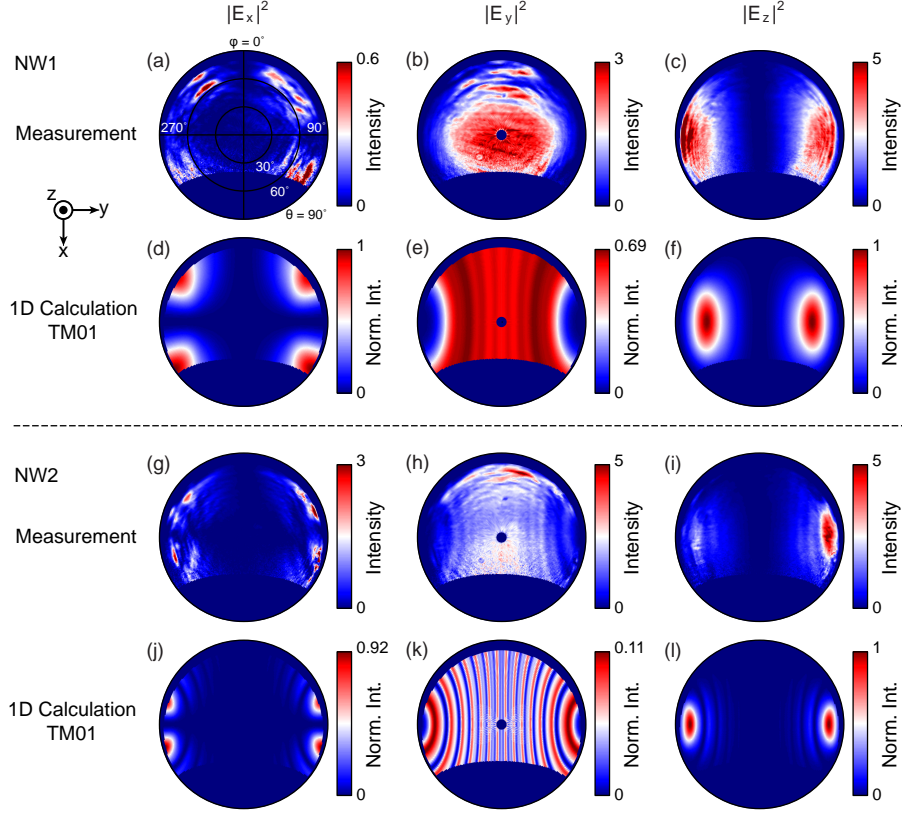 |E_x|² |E_y|² |E_z|²
NW1
Measurement
(a) φ = 0° 270° 90° 30° 60° θ = 90° 0.6 Intensity 0
(b) 3 Intensity 0
(c) 5 Intensity 0
z y x
1D Calculation
TM01
(d) 1 Norm. Int. 0
(e) 0.69 Norm. Int. 0
(f) 1 Norm. Int. 0
NW2
Measurement
(g) 3 Intensity 0
(h) 5 Intensity 0
(i) 5 Intensity 0
1D Calculation
TM01
(j) 0.92 Norm. Int. 0
(k) 0.11 Norm. Int. 0
(l) 1 Norm. Int. 0